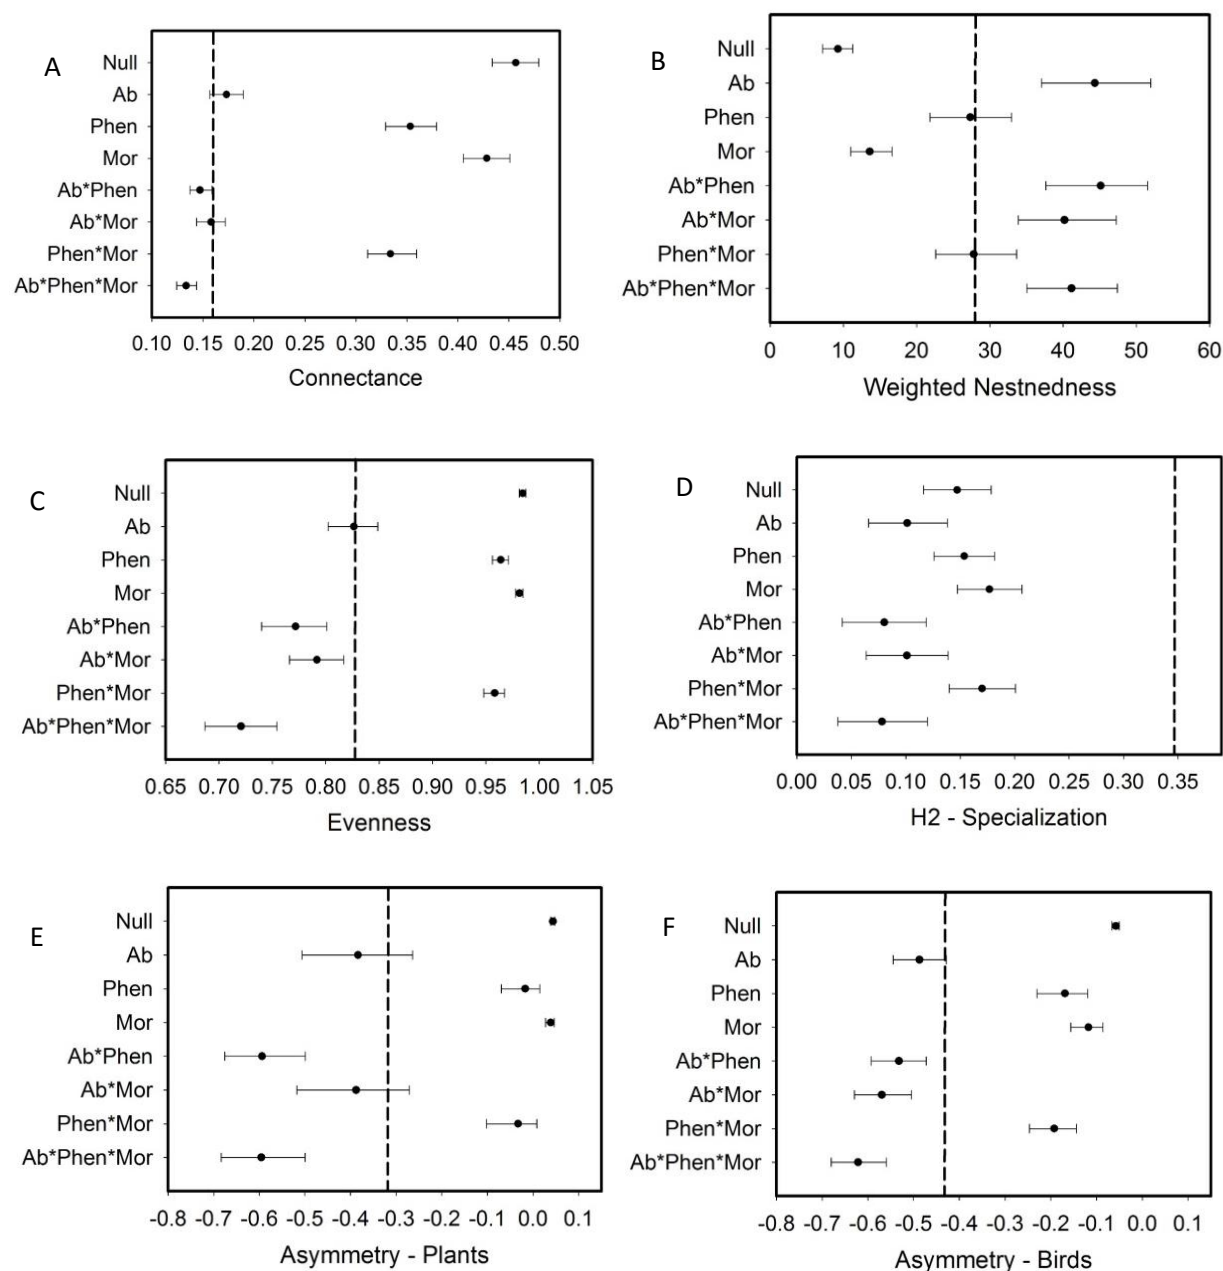 A
Null
Ab
Phen
Mor
Ab*Phen
Ab*Mor
Phen*Mor
Ab*Phen*Mor
0.10 0.15 0.20 0.25 0.30 0.35 0.40 0.45 0.50
Connectance
B
Null
Ab
Phen
Mor
Ab*Phen
Ab*Mor
Phen*Mor
Ab*Phen*Mor
0 10 20 30 40 50 60
Weighted Nestnedness
C
Null
Ab
Phen
Mor
Ab*Phen
Ab*Mor
Phen*Mor
Ab*Phen*Mor
0.65 0.70 0.75 0.80 0.85 0.90 0.95 1.00 1.05
Evenness
D
Null
Ab
Phen
Mor
Ab*Phen
Ab*Mor
Phen*Mor
Ab*Phen*Mor
0.00 0.05 0.10 0.15 0.20 0.25 0.30 0.35
H2 - Specialization
E
Null
Ab
Phen
Mor
Ab*Phen
Ab*Mor
Phen*Mor
Ab*Phen*Mor
-0.8 -0.7 -0.6 -0.5 -0.4 -0.3 -0.2 -0.1 0.0 0.1
Asymmetry - Plants
F
Null
Ab
Phen
Mor
Ab*Phen
Ab*Mor
Phen*Mor
Ab*Phen*Mor
-0.8 -0.7 -0.6 -0.5 -0.4 -0.3 -0.2 -0.1 0.0 0.1
Asymmetry - Birds